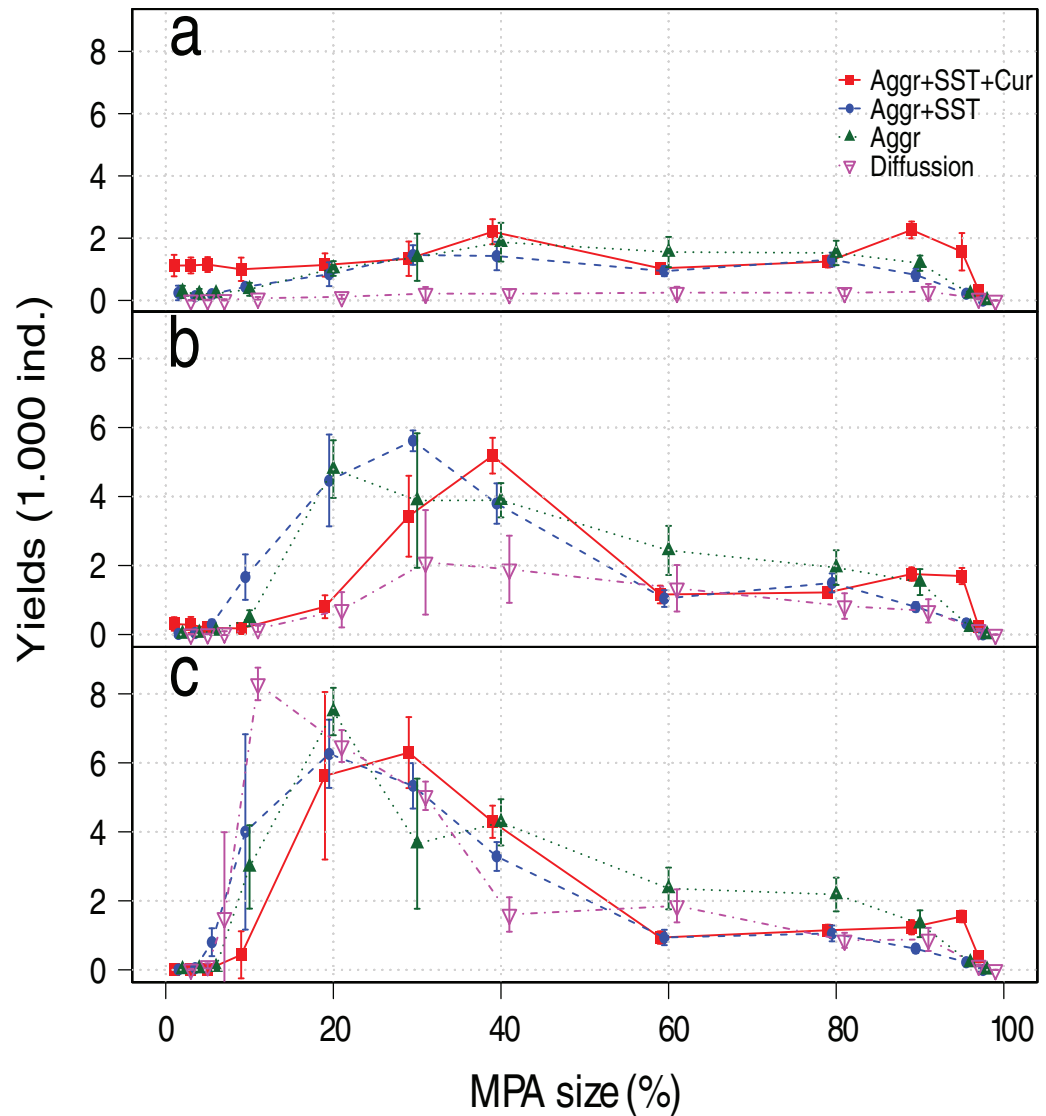 a
8
6
4
2
0
Aggr+SST+Cur
Aggr+SST
Aggr
Diffussion
b
8
6
4
2
0
Yields (1.000 ind.)
c
8
6
4
2
0
0 20 40 60 80 100
MPA size (%)